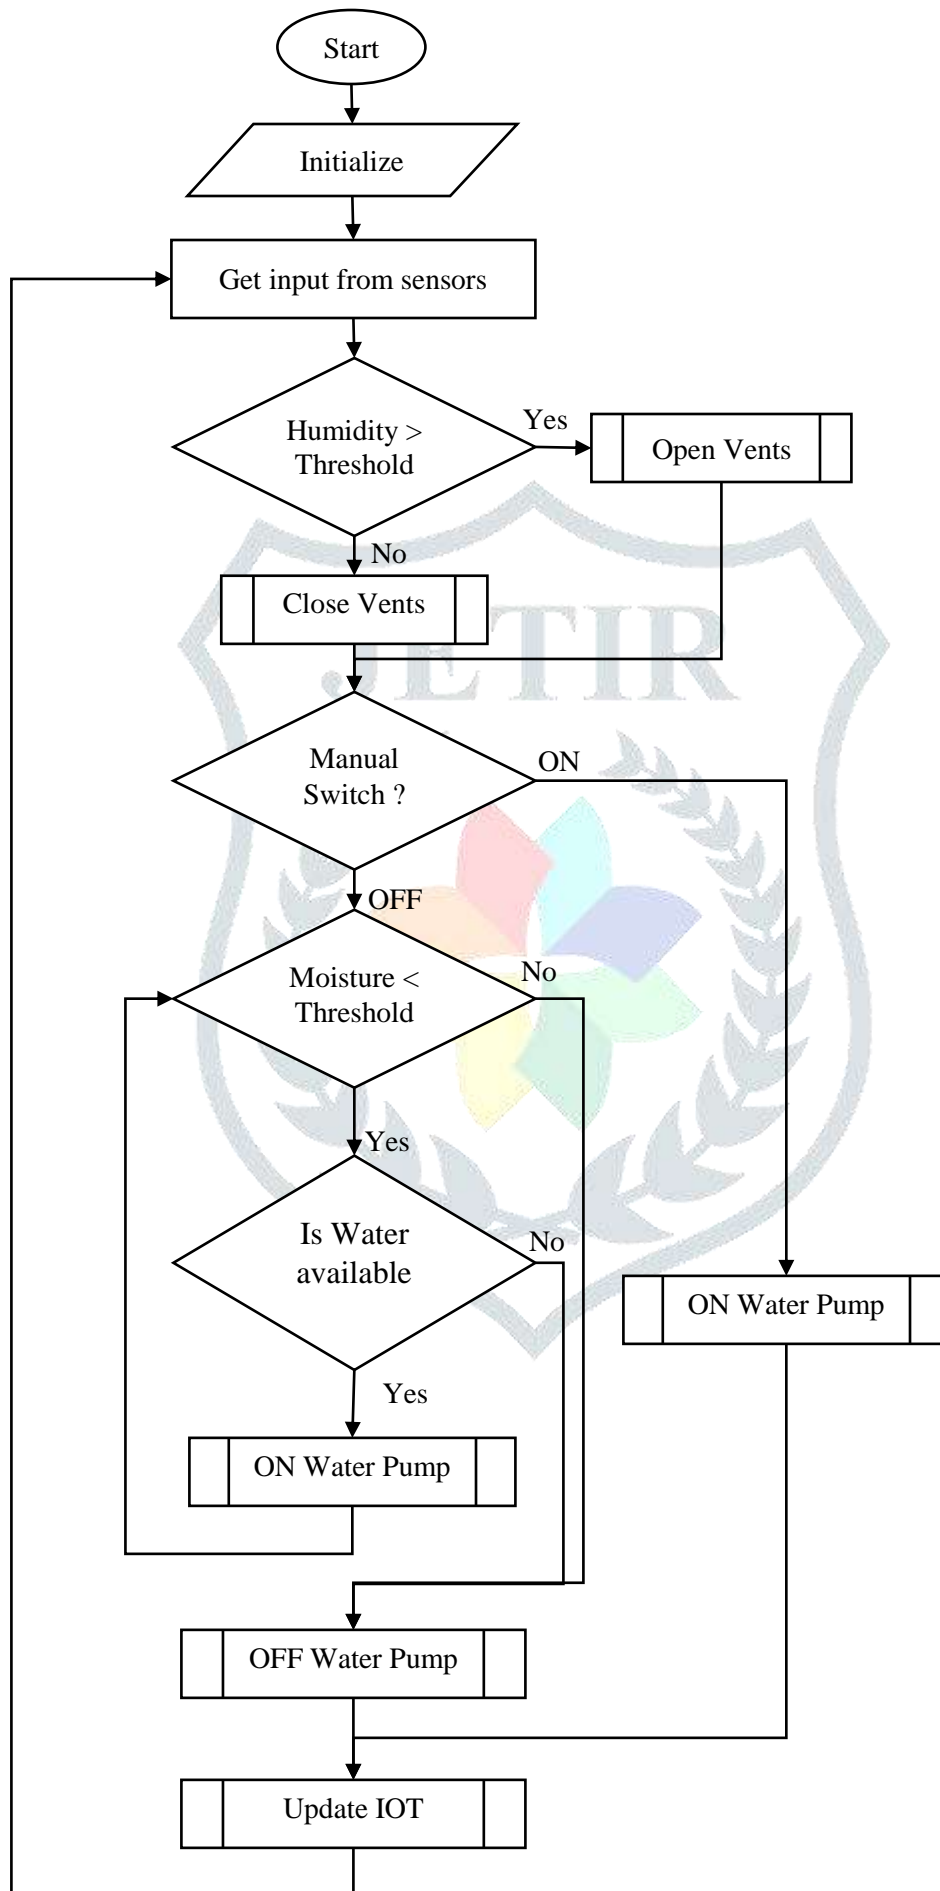 Start
Initialize
Get input from sensors
Humidity >
Threshold
Yes
Open Vents
No
Close Vents
JETIR
Manual
Switch ?
ON
OFF
Moisture <
Threshold
No
Yes
Is Water
available
No
ON Water Pump
Yes
ON Water Pump
OFF Water Pump
Update IOT